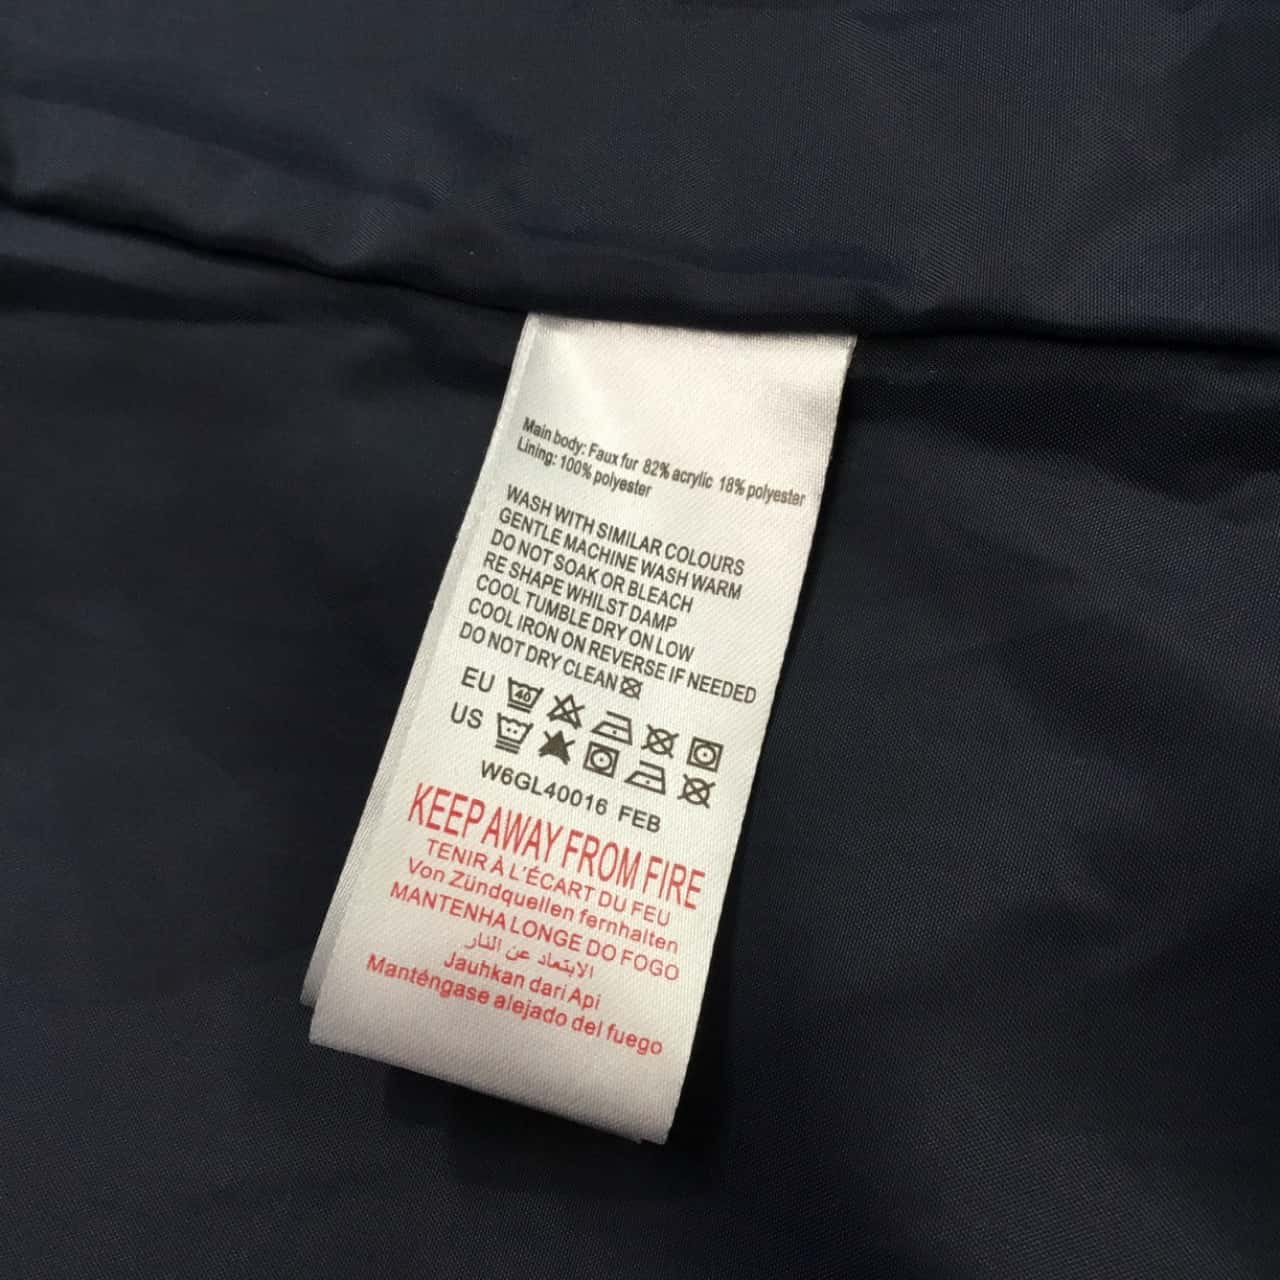 Main body: Faux fur 82% acrylic 18% polyester
Lining: 100% polyester
WASH WITH SIMILAR COLOURS
GENTLE MACHINE WASH WARM
DO NOT SOAK OR BLEACH
RE SHAPE WHILST DAMP
COOL TUMBLE DRY ON LOW
COOL IRON ON REVERSE IF NEEDED
DO NOT DRY CLEAN
EU 40
US
W6GL40016 FEB
KEEP AWAY FROM FIRE
TENIR À L'ÉCART DU FEU
Von Zündquellen fernhalten
MANTENHA LONGE DO FOGO
الابتعاد عن النار.
Jauhkan dari Api
Manténgase alejado del fuego